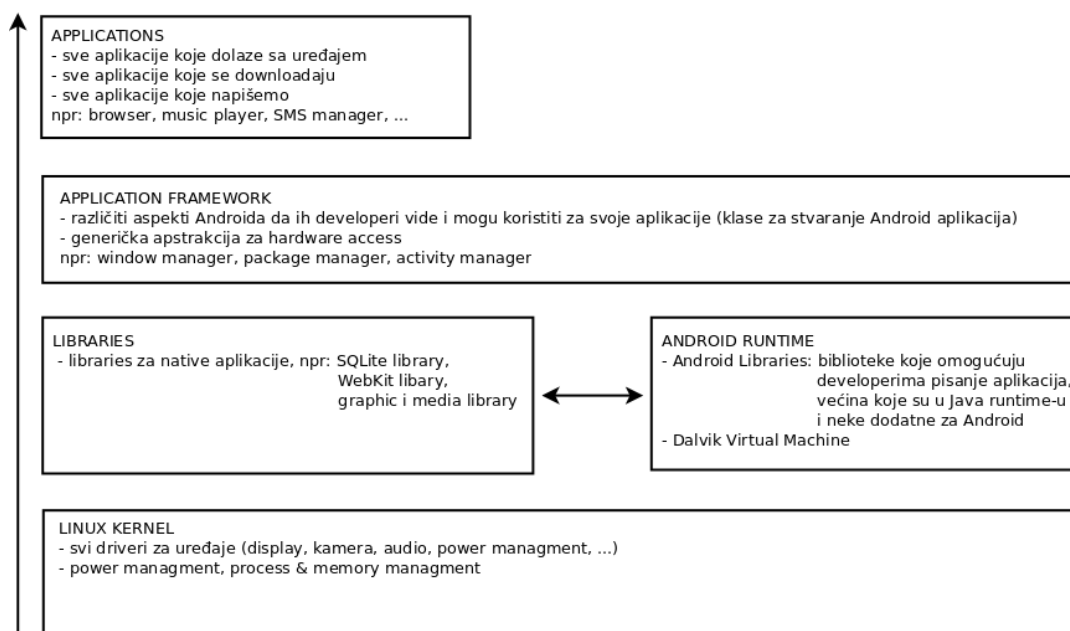 APPLICATIONS
- sve aplikacije koje dolaze sa uređajem
- sve aplikacije koje se downloadaju
- sve aplikacije koje napišemo
npr: browser, music player, SMS manager, ...
APPLICATION FRAMEWORK
- različiti aspekti Androida da ih developeri vide i mogu koristiti za svoje aplikacije (klase za stvaranje Android aplikacija)
- generička apstrakcija za hardware access
npr: window manager, package manager, activity manager
LIBRARIES
- libraries za native aplikacije, npr: SQLite library,
WebKit libary,
graphic i media library
ANDROID RUNTIME
- Android Libraries: biblioteke koje omogućuju
developerima pisanje aplikacija,
većina koje su u Java runtime-u
i neke dodatne za Android
- Dalvik Virtual Machine
LINUX KERNEL
- svi driveri za uređaje (display, kamera, audio, power managment, ...)
- power managment, process & memory managment